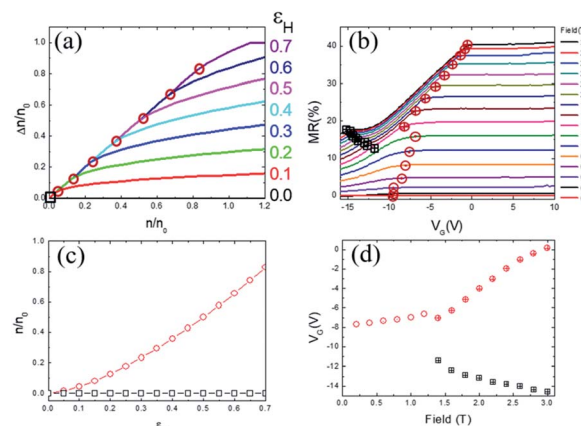 (a)
εH
1.0
0.8
0.6
0.4
0.2
0.0
Δn/n0
0.7
0.6
0.5
0.4
0.3
0.2
0.1
0.0
0.0 0.2 0.4 0.6 0.8 1.0 1.2
n/n0
(b)
Field(
50
40
30
20
10
0
MR(%)
-15 -10 -5 0 5 10
VG(V)
(c)
1.0
0.8
0.6
0.4
0.2
0.0
n/n0
0.0 0.1 0.2 0.3 0.4 0.5 0.6 0.7
(d)
0
-2
-4
-6
-8
-10
-12
-14
VG(V)
0.0 0.5 1.0 1.5 2.0 2.5 3.0
Field (T)